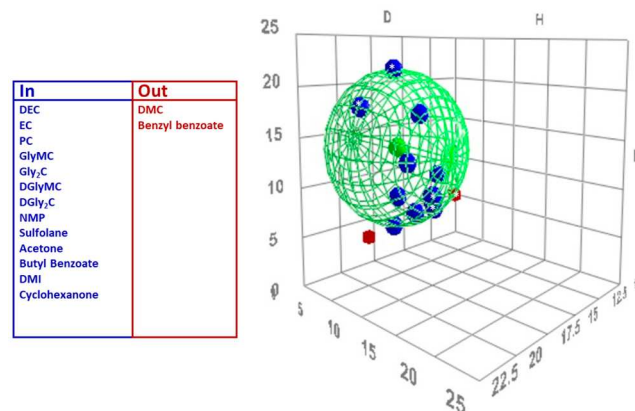 In Out
DEC DMC
EC Benzyl benzoate
PC
GlyMC
Gly₂C
DGlyMC
DGly₂C
NMP
Sulfolane
Acetone
Butyl Benzoate
DMI
Cyclohexanone
D H
25
20
15
10
5
0
5
10
15
20
25
22.5
20
17.5
15
12.5